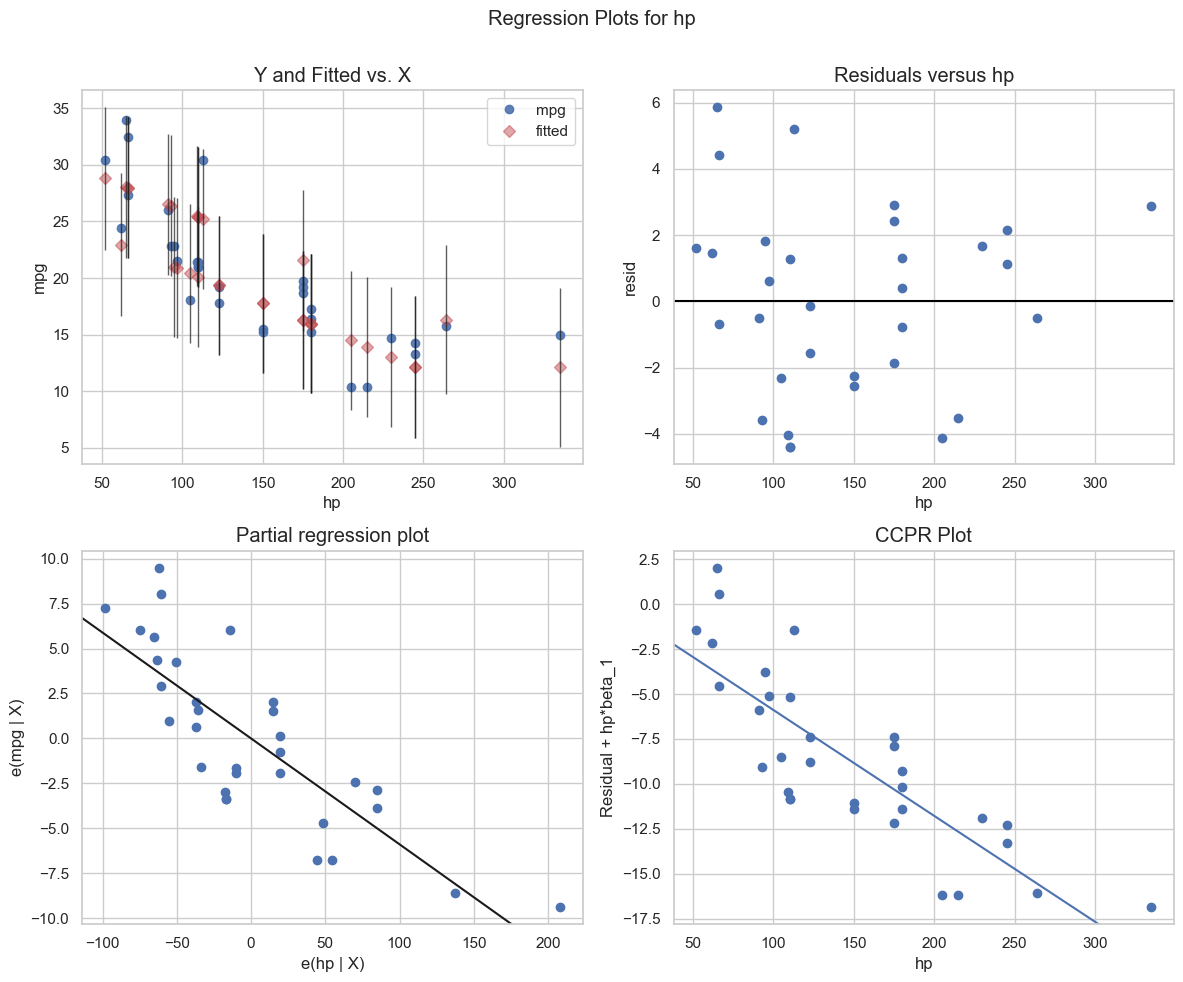 Regression Plots for hp
Y and Fitted vs. X
mpg
fitted
35
30
25
20
15
10
5
mpg
50 100 150 200 250 300
hp
Residuals versus hp
6
4
2
0
−2
−4
resid
50 100 150 200 250 300
hp
Partial regression plot
10.0
7.5
5.0
2.5
0.0
−2.5
−5.0
−7.5
−10.0
e(mpg | X)
−100 −50 0 50 100 150 200
e(hp | X)
CCPR Plot
2.5
0.0
−2.5
−5.0
−7.5
−10.0
−12.5
−15.0
−17.5
Residual + hp*beta_1
50 100 150 200 250 300
hp